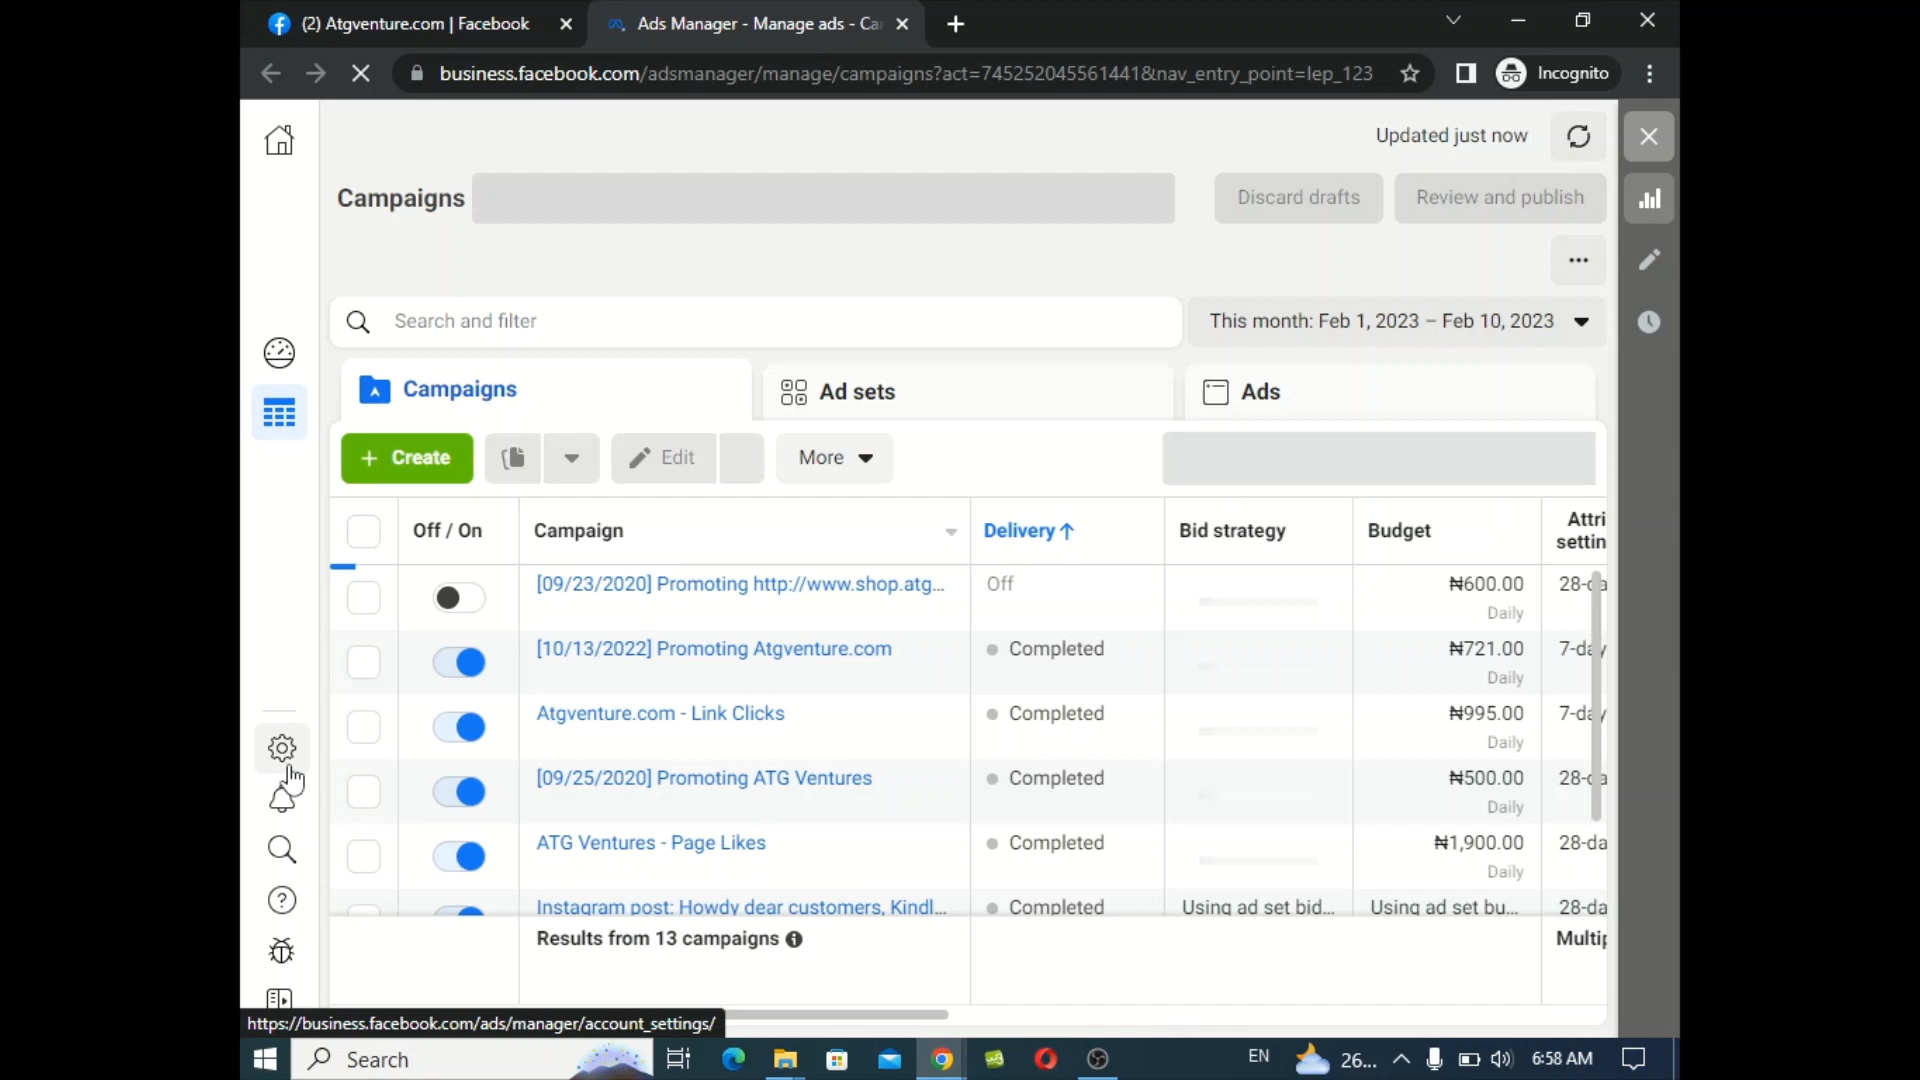 (2) Atgventure.com | Facebook
Ads Manager - Manage ads - Ca
business.facebook.com/adsmanager/manage/campaigns?act=745252045561441&nav_entry_point=lep_123
Incognito
Updated just now
Campaigns
Discard drafts
Review and publish
Search and filter
This month: Feb 1, 2023 – Feb 10, 2023
Campaigns
Ad sets
Ads
+ Create
Edit
More
Off / On
Campaign
Delivery ↑
Bid strategy
Budget
Attri
settin
[09/23/2020] Promoting http://www.shop.atg...
Off
₦600.00
Daily
28-da
[10/13/2022] Promoting Atgventure.com
Completed
₦721.00
Daily
7-day
Atgventure.com - Link Clicks
Completed
₦995.00
Daily
7-day
[09/25/2020] Promoting ATG Ventures
Completed
₦500.00
Daily
28-da
ATG Ventures - Page Likes
Completed
₦1,900.00
Daily
28-da
Instagram post: Howdy dear customers, Kindl...
Completed
Using ad set bid...
Using ad set bu...
28-da
Results from 13 campaigns
Multip
https://business.facebook.com/ads/manager/account_settings/
Search
EN
26...
6:58 AM